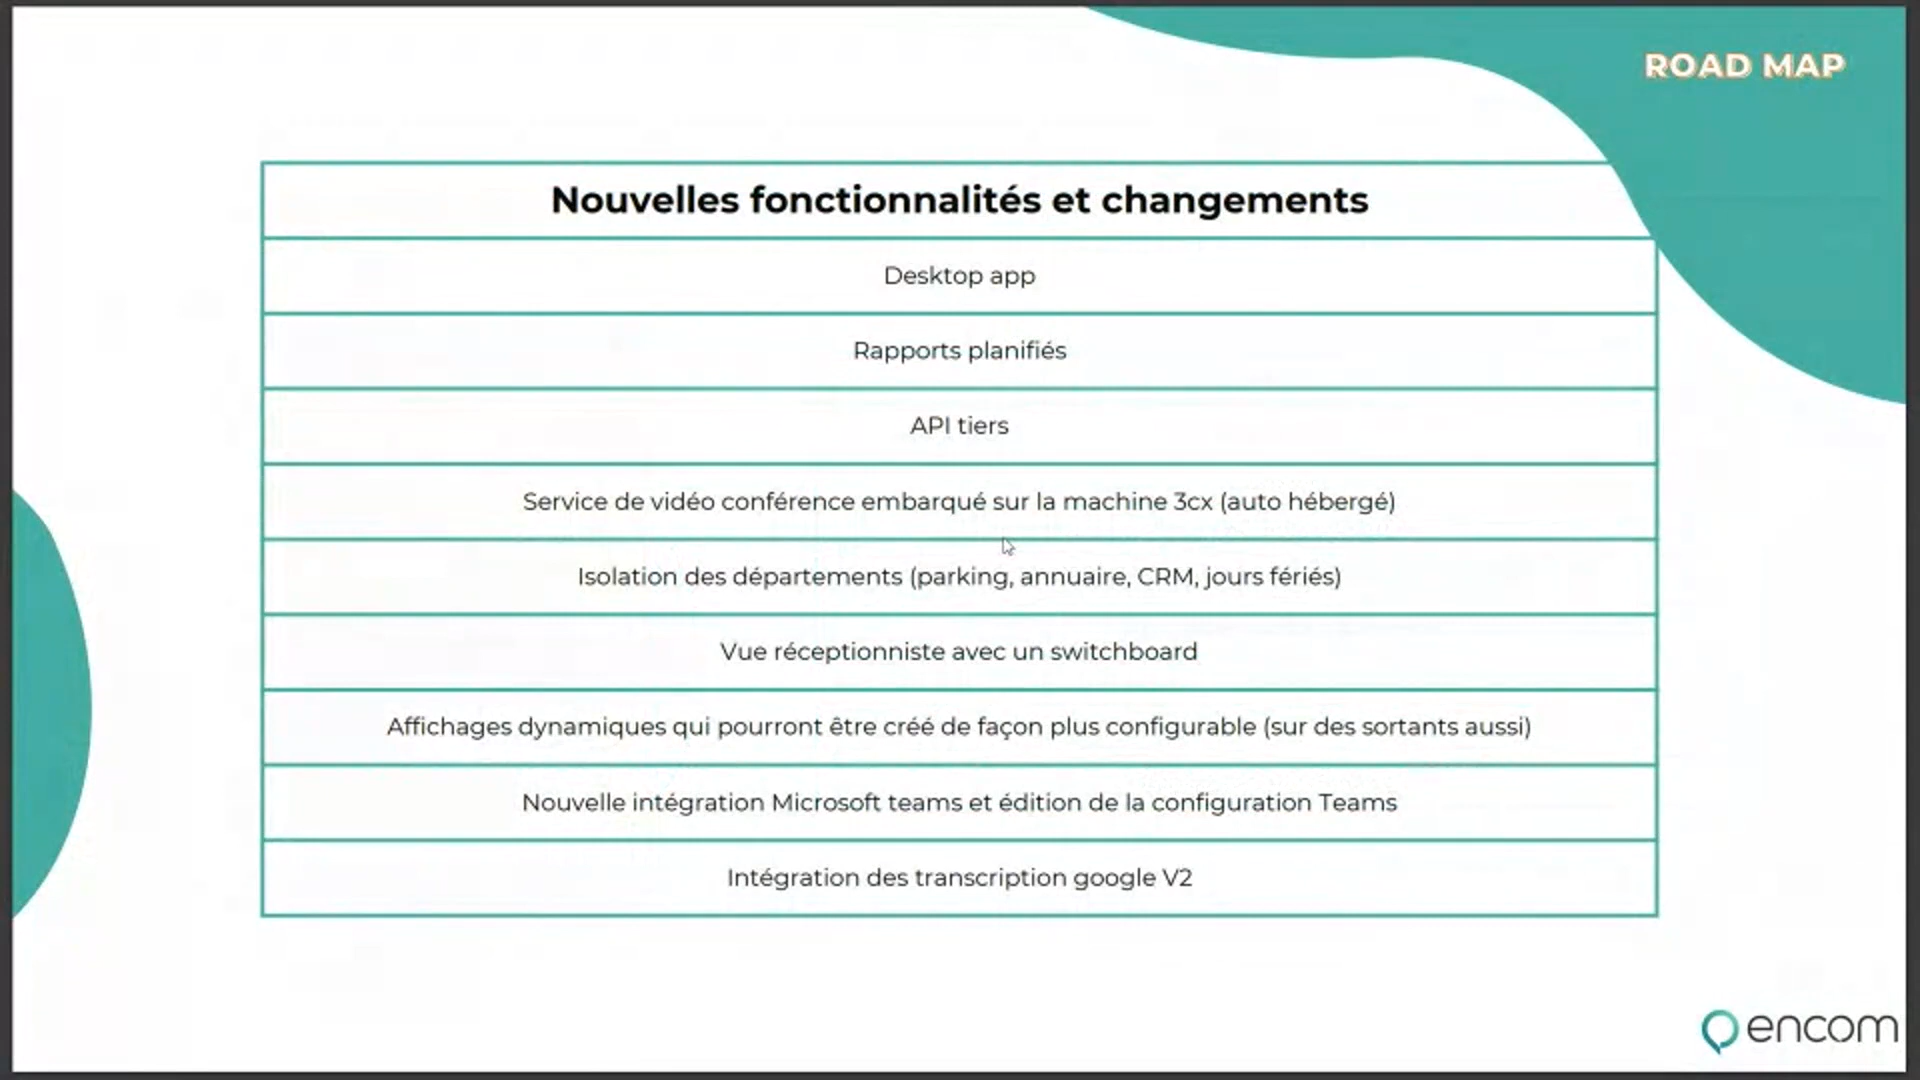 ROAD MAP
Nouvelles fonctionnalités et changements
Desktop app
Rapports planifiés
API tiers
Service de vidéo conférence embarqué sur la machine 3cx (auto hébergé)
Isolation des départements (parking, annuaire, CRM, jours fériés)
Vue réceptionniste avec un switchboard
Affichages dynamiques qui pourront être créé de façon plus configurable (sur des sortants aussi)
Nouvelle intégration Microsoft teams et édition de la configuration Teams
Intégration des transcription google V2
encom